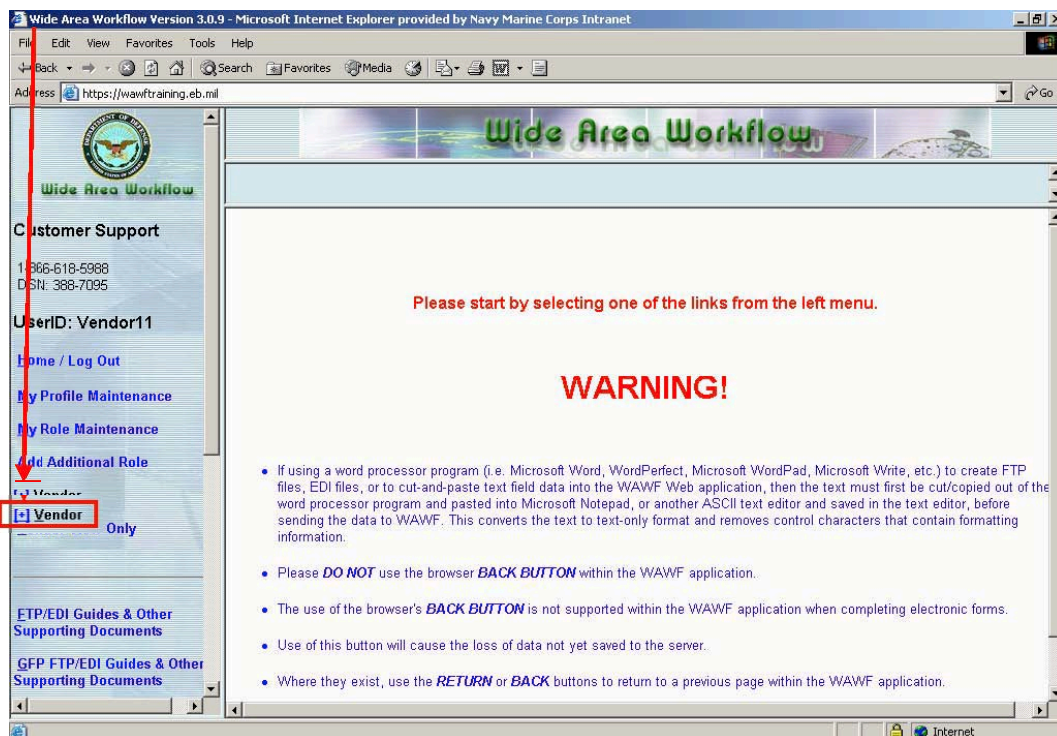 Wide Area Workflow Version 3.0.9 - Microsoft Internet Explorer provided by Navy Marine Corps Intranet
File Edit View Favorites Tools Help
Back Search Favorites Media
Address https://wawftraining.eb.mil Go
Wide Area Workflow
Wide Area Workflow
Customer Support
1-866-618-5988
DSN: 388-7095
UserID: Vendor11
Home / Log Out
My Profile Maintenance
My Role Maintenance
Add Additional Role
[+] Vendor
[+] Vendor
Only
FTP/EDI Guides & Other
Supporting Documents
GFP FTP/EDI Guides & Other
Supporting Documents
Please start by selecting one of the links from the left menu.
WARNING!
• If using a word processor program (i.e. Microsoft Word, WordPerfect, Microsoft WordPad, Microsoft Write, etc.) to create FTP
files, EDI files, or to cut-and-paste text field data into the WAWF Web application, then the text must first be cut/copied out of the
word processor program and pasted into Microsoft Notepad, or another ASCII text editor and saved in the text editor, before
sending the data to WAWF. This converts the text to text-only format and removes control characters that contain formatting
information.
• Please DO NOT use the browser BACK BUTTON within the WAWF application.
• The use of the browser's BACK BUTTON is not supported within the WAWF application when completing electronic forms.
• Use of this button will cause the loss of data not yet saved to the server.
• Where they exist, use the RETURN or BACK buttons to return to a previous page within the WAWF application.
Internet